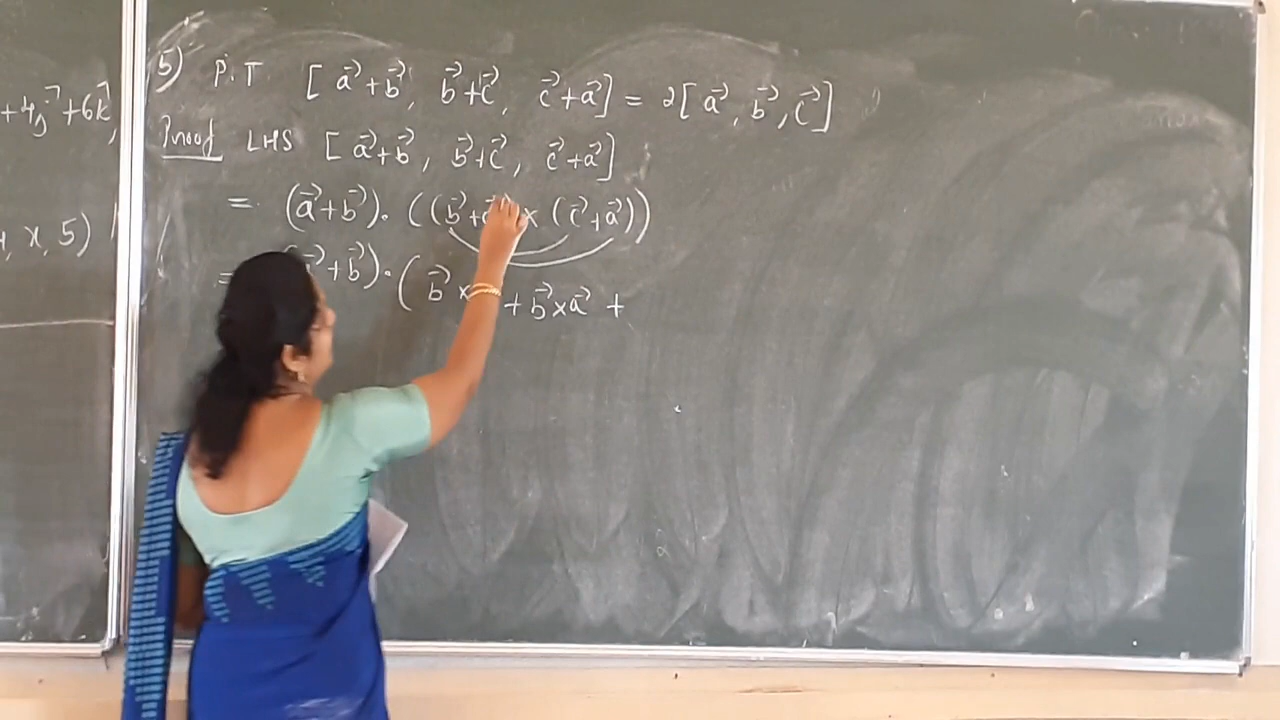 +4j⃗ +6k⃗,
, x, 5)
5) P.T. [a⃗+b⃗, b⃗+c⃗, c⃗+a⃗] = 2[a⃗, b⃗, c⃗]
Proof LHS [a⃗+b⃗, b⃗+c⃗, c⃗+a⃗]
= (a⃗+b⃗)·((b⃗+c⃗)×(c⃗+a⃗))
= +b⃗)·(b⃗× +b⃗×a⃗ +